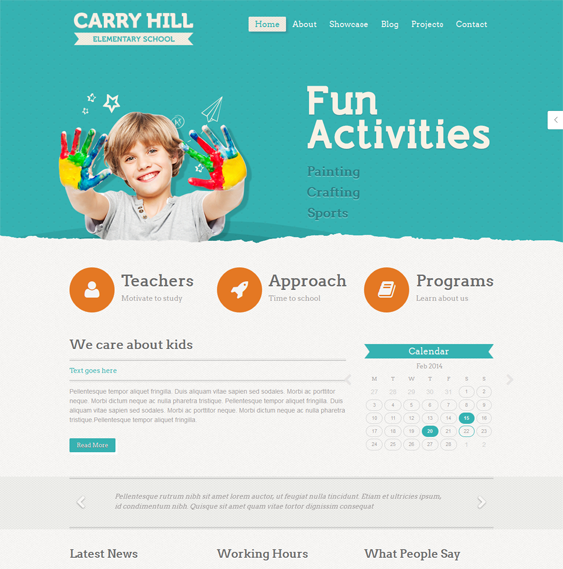 CARRY HILL
ELEMENTARY SCHOOL
Home About Showcase Blog Projects Contact
Fun
Activities
A+
Painting
Crafting
Sports
Teachers
Motivate to study
Approach
Time to school
Programs
Learn about us
We care about kids
Text goes here
Pellentesque tempor aliquet fringilla. Duis aliquam vitae sapien sed sodales. Morbi ac porttitor
neque. Morbi dictum neque ac nulla pharetra tristique. Pellentesque tempor aliquet fringilla. Duis
aliquam vitae sapien sed sodales. Morbi ac porttitor neque. Morbi dictum neque ac nulla pharetra
tristique.Pellentesque tempor aliquet fringilla
Read More
Calendar
Feb 2014
M T W T F S S
27 28 29 30 31 1 2
3 4 5 6 7 8 9
10 11 12 13 14 15 16
17 18 19 20 21 22 23
24 25 26 27 28 1 2
Pellentesque rutrum nibh sit amet lorem auctor, ut feugiat nulla tincidunt. Etiam et ultricies ipsum,
id condimentum nibh. Quisque sit amet quam vitae tortor dignissim consequat
Latest News
Working Hours
What People Say